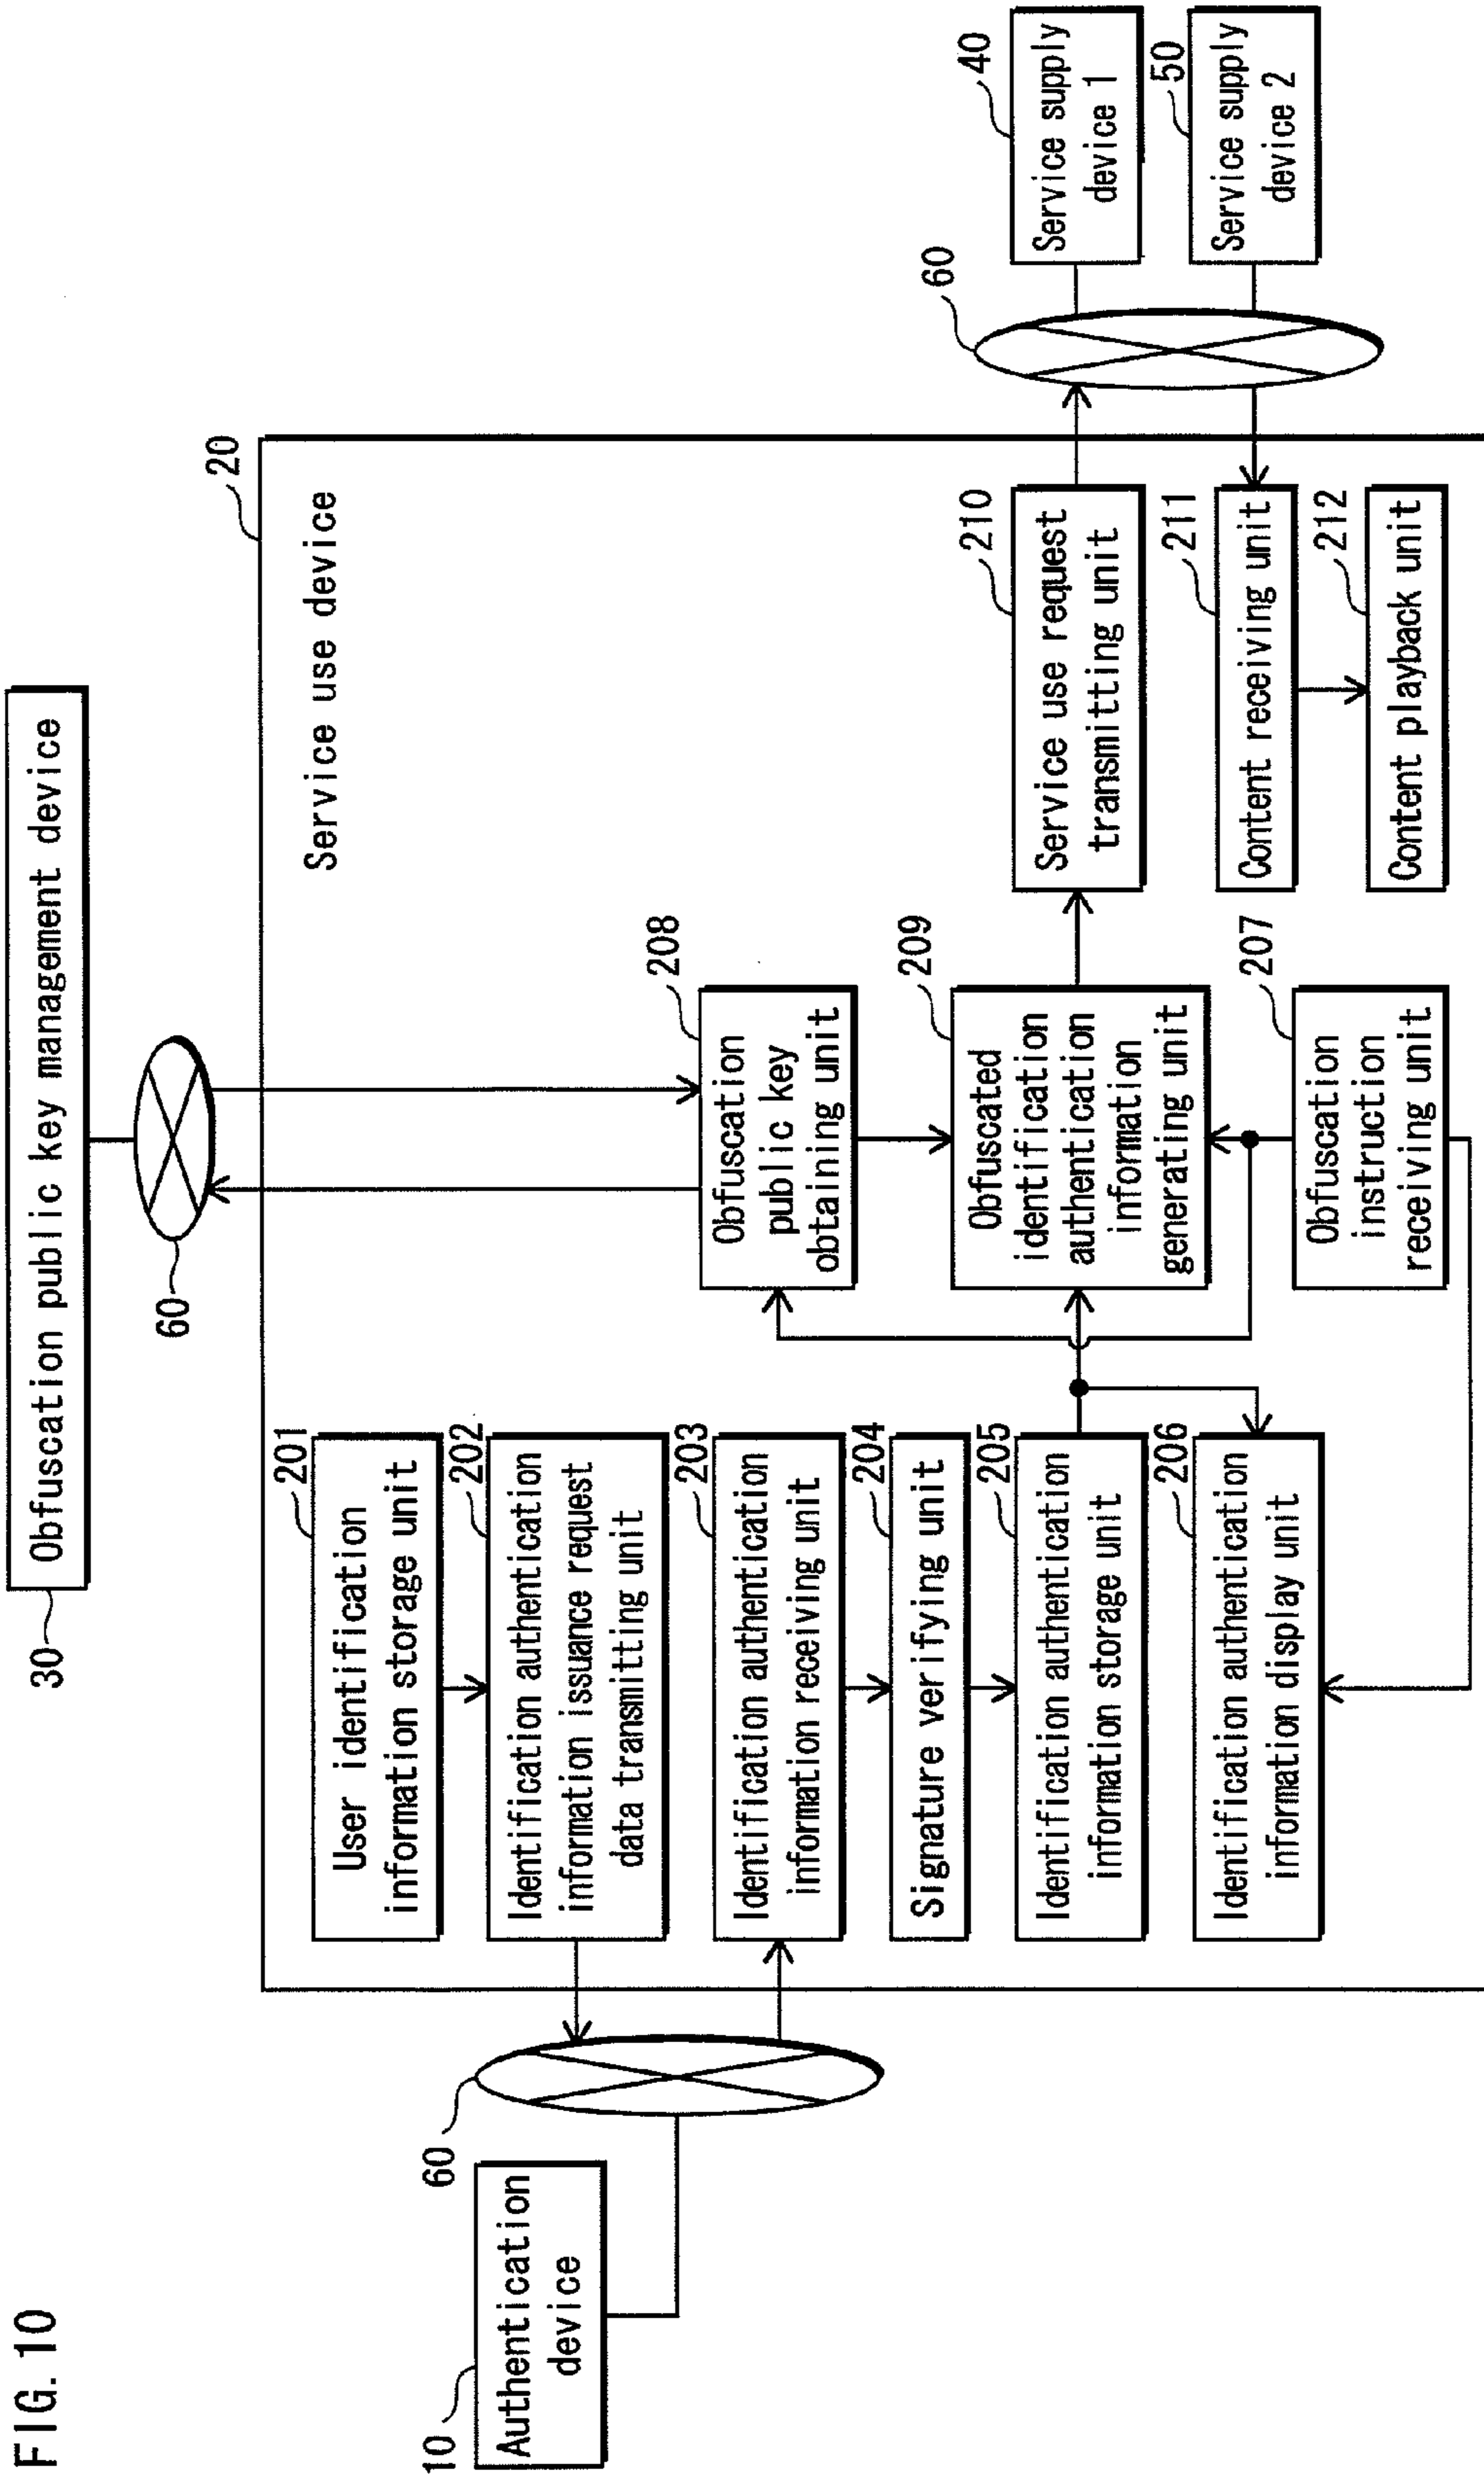 FIG. 10
30
Obfuscation public key management device
60
20
Service use device
10
Authentication
device
60
201
User identification
information storage unit
202
Identification authentication
information issuance request
data transmitting unit
203
Identification authentication
information receiving unit
204
Signature verifying unit
205
Identification authentication
information storage unit
206
Identification authentication
information display unit
208
Obfuscation
public key
obtaining unit
209
Obfuscated
identification
authentication
information
generating unit
207
Obfuscation
instruction
receiving unit
210
Service use request
transmitting unit
211
Content receiving unit
212
Content playback unit
60
40
Service supply
device 1
50
Service supply
device 2